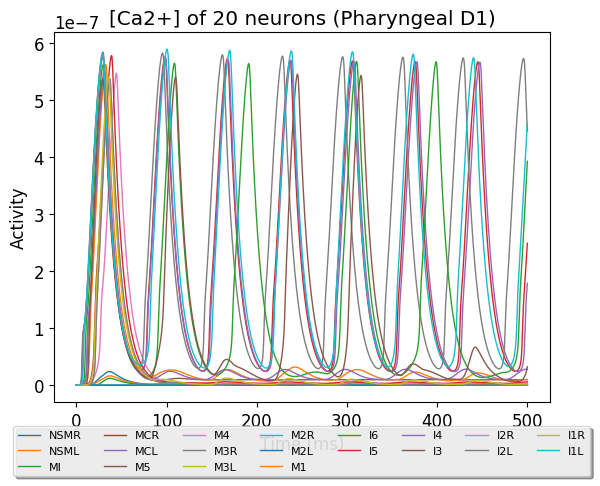 [Ca2+] of 20 neurons (Pharyngeal D1)
1e−7
6
5
4
3
2
1
0
Activity
0 100 200 300 400 500
Time (ms)
NSMR MCR M4 M2R I6 I4 I2R I1R
NSML MCL M3R M2L I5 I3 I2L I1L
MI M5 M3L M1